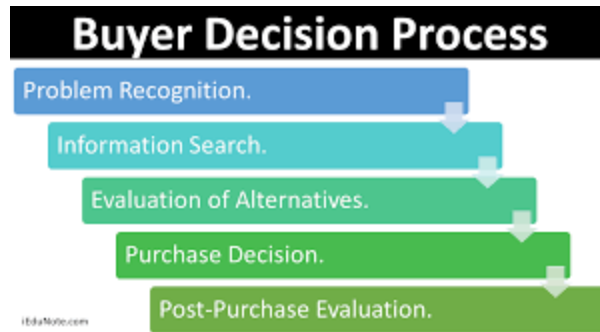 Buyer Decision Process
Problem Recognition.
Information Search.
Evaluation of Alternatives.
Purchase Decision.
Post-Purchase Evaluation.
iEduNote.com